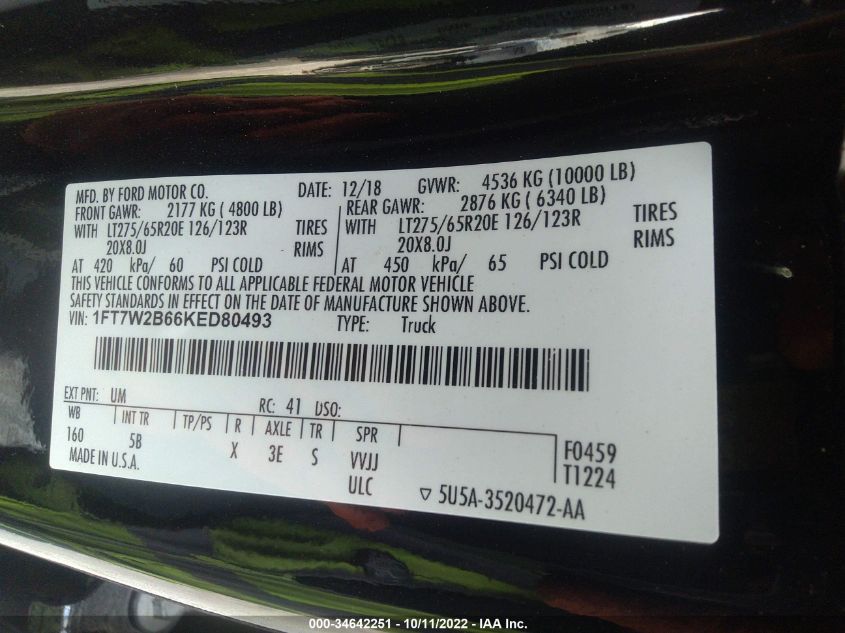 MFD. BY FORD MOTOR CO. DATE: 12/18 GVWR: 4536 KG (10000 LB)
FRONT GAWR: 2177 KG ( 4800 LB) REAR GAWR: 2876 KG ( 6340 LB)
WITH LT275/65R20E 126/123R TIRES WITH LT275/65R20E 126/123R TIRES
20X8.0J RIMS 20X8.0J RIMS
AT 420 kPa/ 60 PSI COLD AT 450 kPa/ 65 PSI COLD
THIS VEHICLE CONFORMS TO ALL APPLICABLE FEDERAL MOTOR VEHICLE
SAFETY STANDARDS IN EFFECT ON THE DATE OF MANUFACTURE SHOWN ABOVE.
VIN: 1FT7W2B66KED80493 TYPE: Truck
EXT PNT: UM RC: 41 DSO:
WB INT TR TP/PS R AXLE TR SPR
160 5B X 3E S VVJJ F0459
MADE IN U.S.A. ULC T1224
▽ 5U5A-3520472-AA
000-34642251 - 10/11/2022 - IAA Inc.